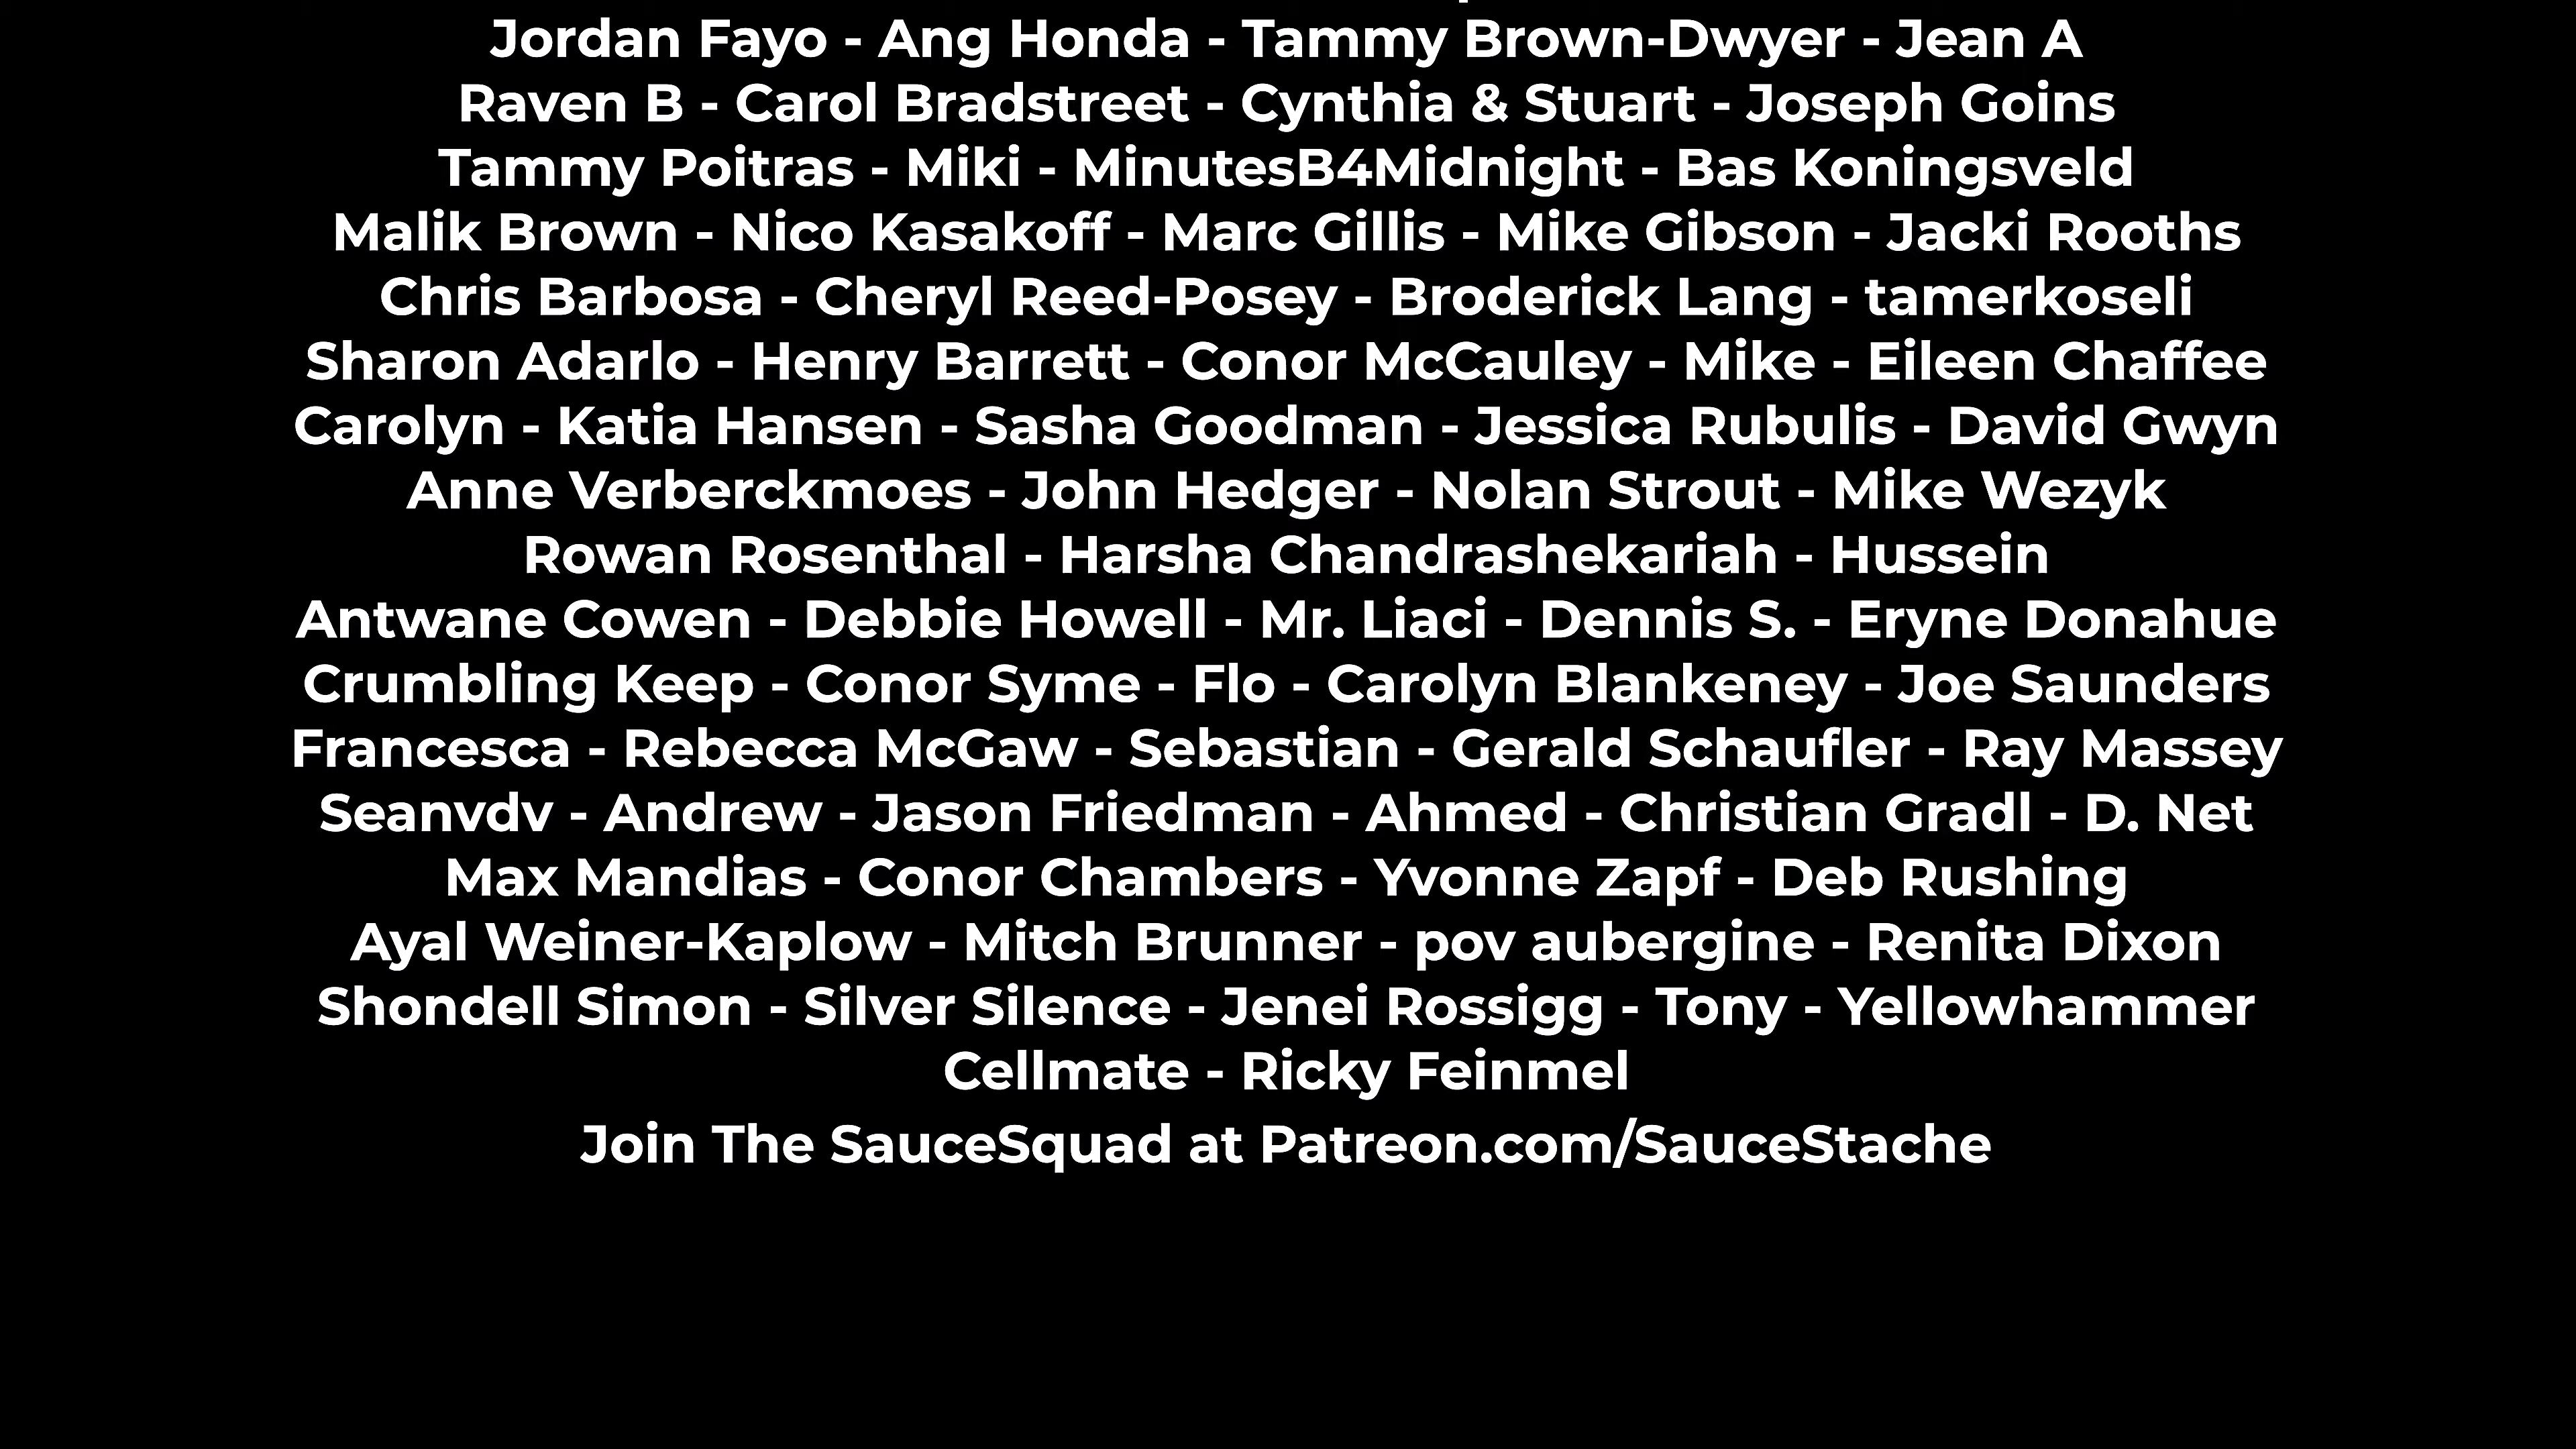 Jordan Fayo - Ang Honda - Tammy Brown-Dwyer - Jean A
Raven B - Carol Bradstreet - Cynthia & Stuart - Joseph Goins
Tammy Poitras - Miki - MinutesB4Midnight - Bas Koningsveld
Malik Brown - Nico Kasakoff - Marc Gillis - Mike Gibson - Jacki Rooths
Chris Barbosa - Cheryl Reed-Posey - Broderick Lang - tamerkoseli
Sharon Adarlo - Henry Barrett - Conor McCauley - Mike - Eileen Chaffee
Carolyn - Katia Hansen - Sasha Goodman - Jessica Rubulis - David Gwyn
Anne Verberckmoes - John Hedger - Nolan Strout - Mike Wezyk
Rowan Rosenthal - Harsha Chandrashekariah - Hussein
Antwane Cowen - Debbie Howell - Mr. Liaci - Dennis S. - Eryne Donahue
Crumbling Keep - Conor Syme - Flo - Carolyn Blankeney - Joe Saunders
Francesca - Rebecca McGaw - Sebastian - Gerald Schaufler - Ray Massey
Seanvdv - Andrew - Jason Friedman - Ahmed - Christian Gradl - D. Net
Max Mandias - Conor Chambers - Yvonne Zapf - Deb Rushing
Ayal Weiner-Kaplow - Mitch Brunner - pov aubergine - Renita Dixon
Shondell Simon - Silver Silence - Jenei Rossigg - Tony - Yellowhammer
Cellmate - Ricky Feinmel
Join The SauceSquad at Patreon.com/SauceStache